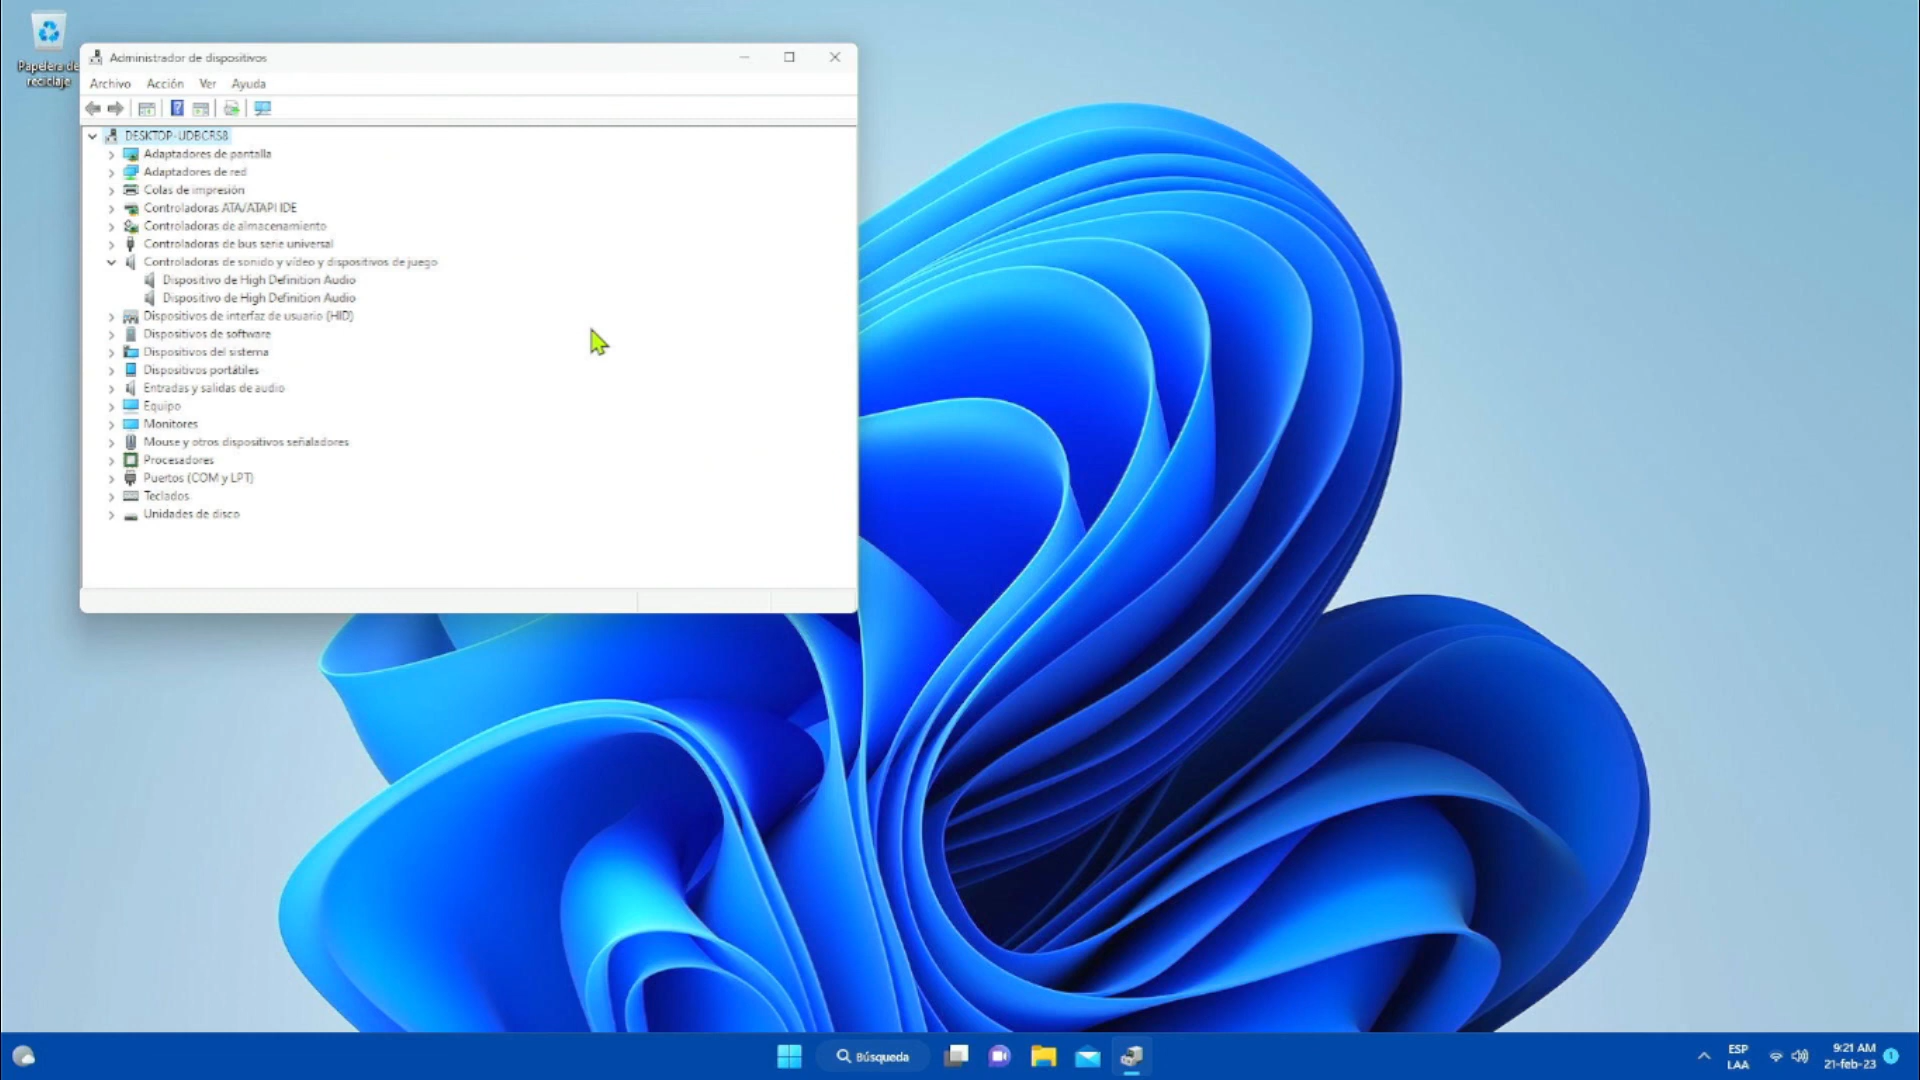 Papelera de
reciclaje
Administrador de dispositivos
Archivo Acción Ver Ayuda
DESKTOP-UDBCRS8
Adaptadores de pantalla
Adaptadores de red
Colas de impresión
Controladoras ATA/ATAPI IDE
Controladoras de almacenamiento
Controladoras de bus serie universal
Controladoras de sonido y vídeo y dispositivos de juego
Dispositivo de High Definition Audio
Dispositivo de High Definition Audio
Dispositivos de interfaz de usuario (HID)
Dispositivos de software
Dispositivos del sistema
Dispositivos portátiles
Entradas y salidas de audio
Equipo
Monitores
Mouse y otros dispositivos señaladores
Procesadores
Puertos (COM y LPT)
Teclados
Unidades de disco
Búsqueda
ESP
LAA
9:21 AM
21-feb-23
1